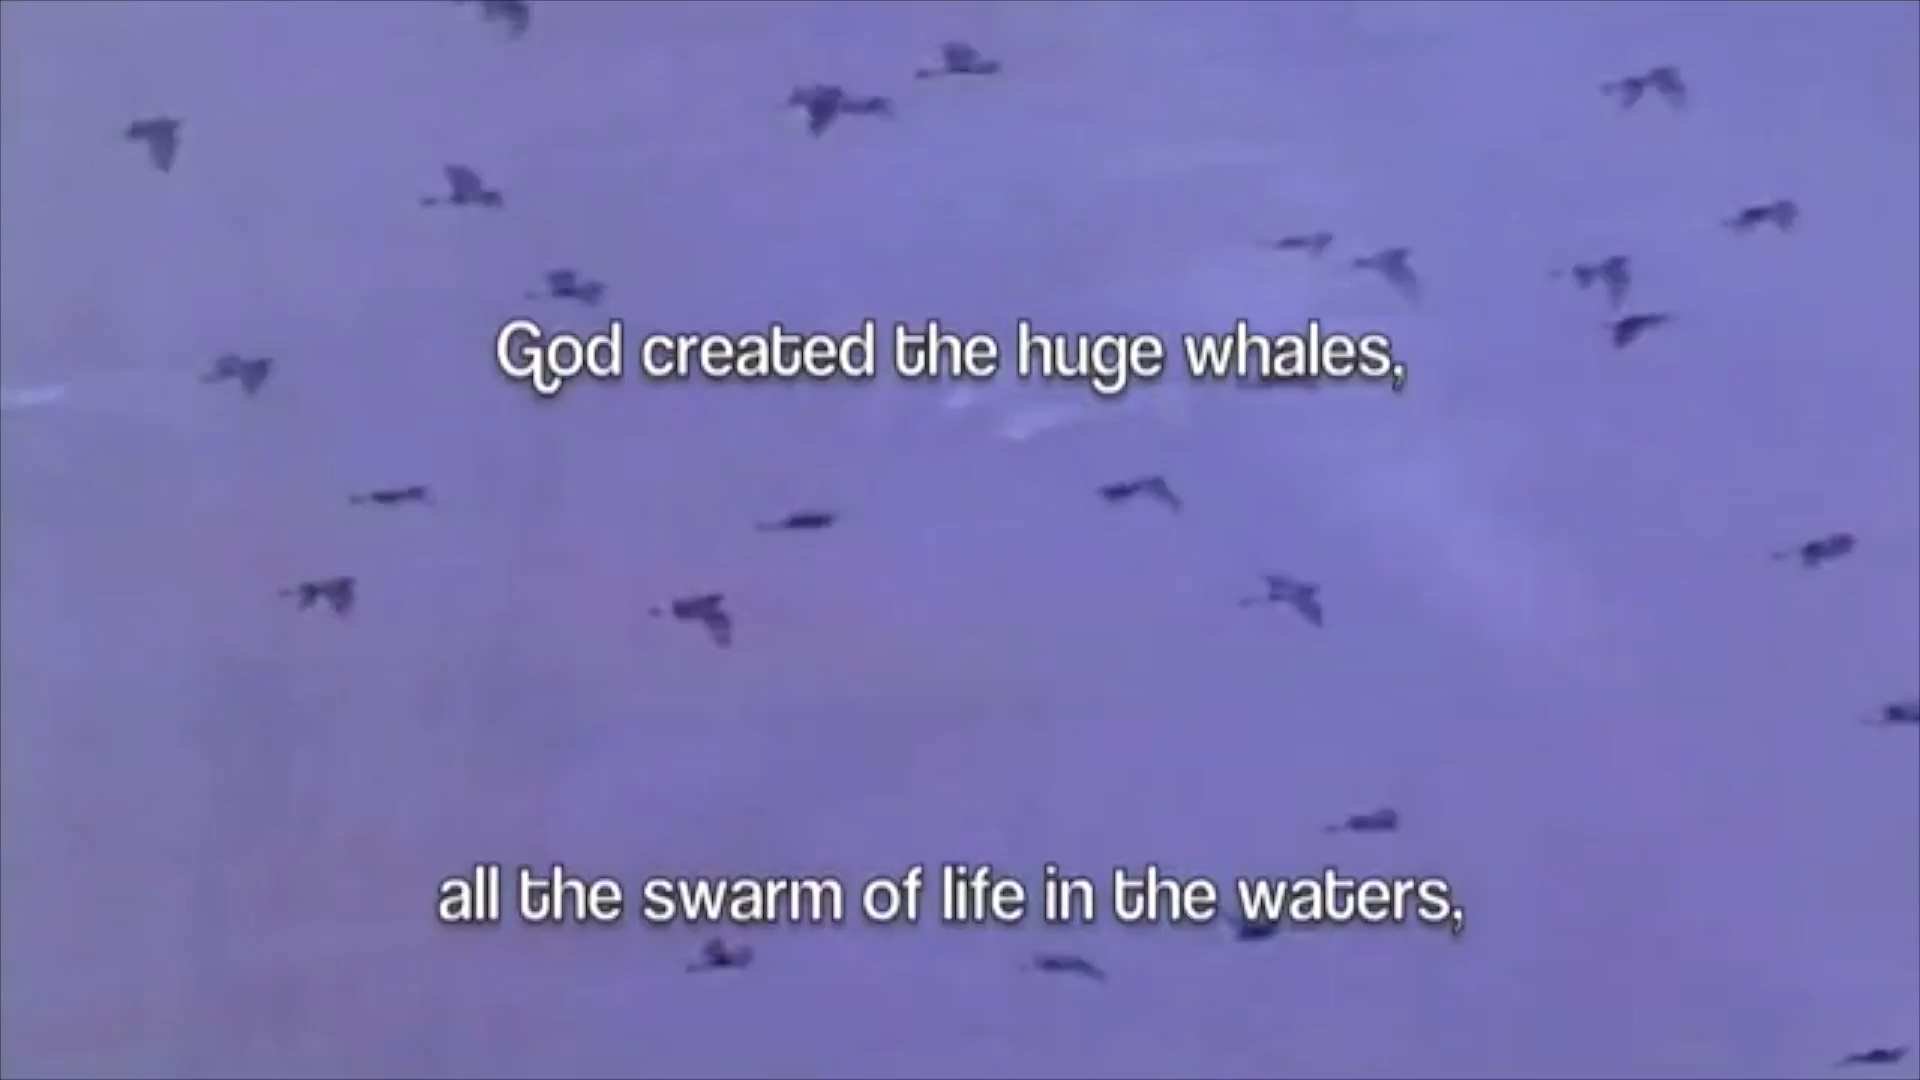 God created the huge whales,
all the swarm of life in the waters,